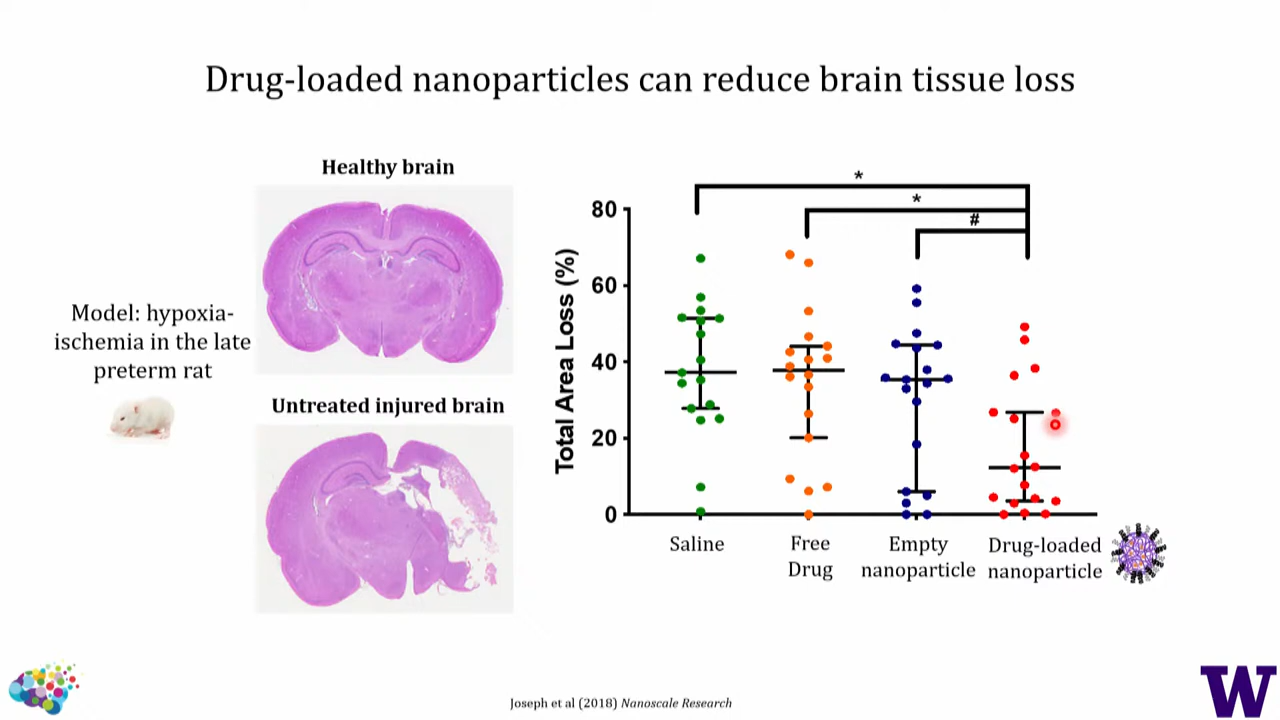 Drug-loaded nanoparticles can reduce brain tissue loss
Healthy brain
Model: hypoxia-
ischemia in the late
preterm rat
Untreated injured brain
Total Area Loss (%)
80
60
40
20
0
*
*
#
Saline
Free
Drug
Empty
nanoparticle
Drug-loaded
nanoparticle
Joseph et al (2018) Nanoscale Research
W